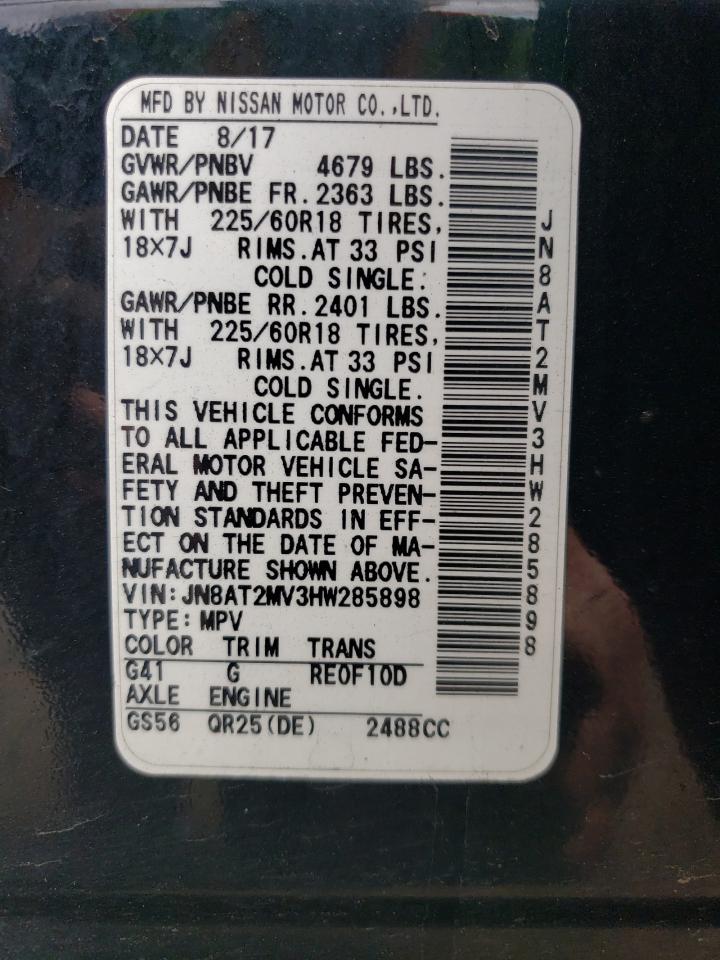 MFD BY NISSAN MOTOR CO.,LTD.
DATE 8/17
GVWR/PNBV 4679 LBS.
GAWR/PNBE FR.2363 LBS.
WITH 225/60R18 TIRES,
18X7J RIMS.AT 33 PSI
COLD SINGLE.
GAWR/PNBE RR.2401 LBS.
WITH 225/60R18 TIRES,
18X7J RIMS.AT 33 PSI
COLD SINGLE.
THIS VEHICLE CONFORMS
TO ALL APPLICABLE FED-
ERAL MOTOR VEHICLE SA-
FETY AND THEFT PREVEN-
TION STANDARDS IN EFF-
ECT ON THE DATE OF MA-
NUFACTURE SHOWN ABOVE.
VIN:JN8AT2MV3HW285898
TYPE:MPV
COLOR TRIM TRANS
G41 G RE0F10D
AXLE ENGINE
GS56 QR25(DE) 2488CC
JN8AT2MV3HW285898